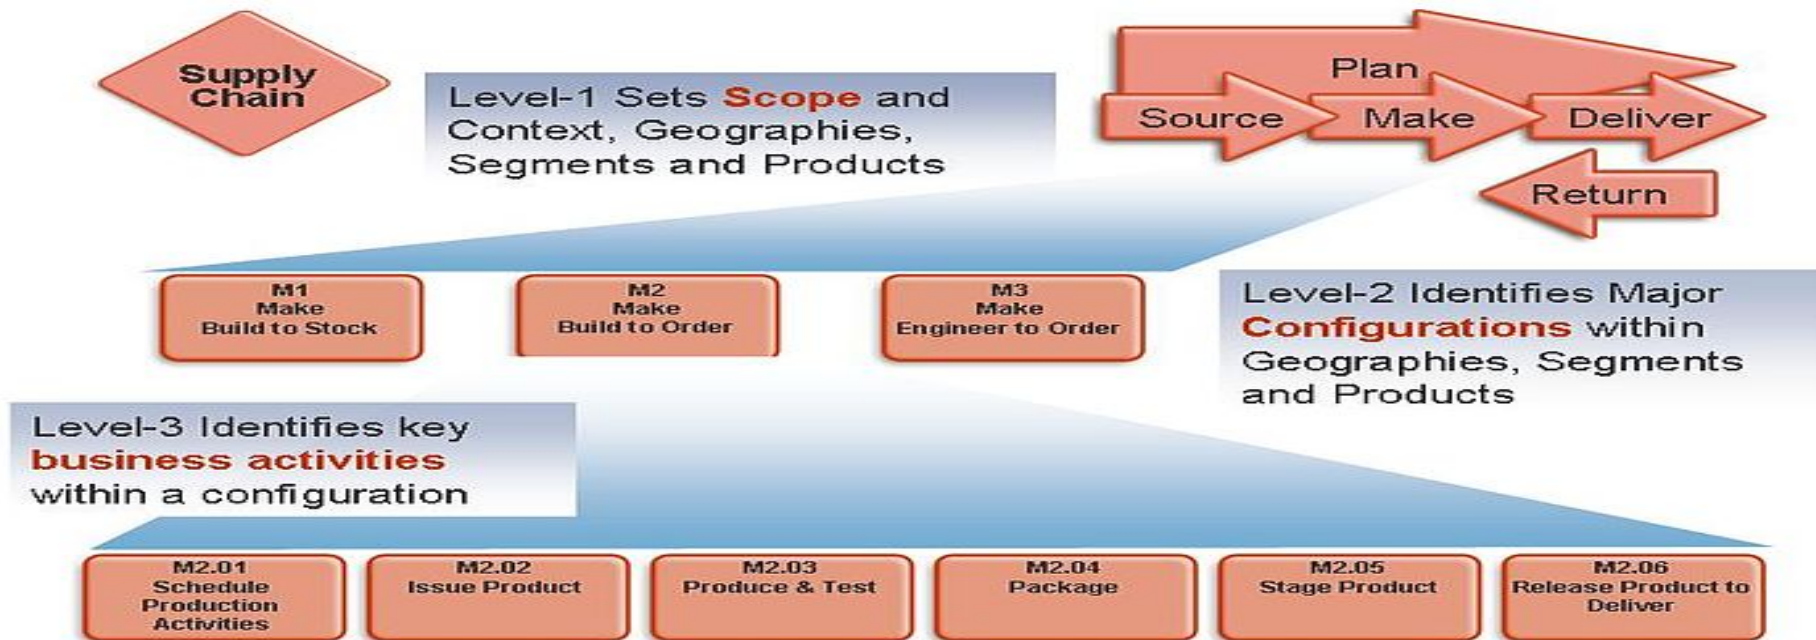 Supply
Chain
Level-1 Sets Scope and
Context, Geographies,
Segments and Products
Plan
Source
Make
Deliver
Return
M1
Make
Build to Stock
M2
Make
Build to Order
M3
Make
Engineer to Order
Level-2 Identifies Major
Configurations within
Geographies, Segments
and Products
Level-3 Identifies key
business activities
within a configuration
M2.01
Schedule
Production
Activities
M2.02
Issue Product
M2.03
Produce & Test
M2.04
Package
M2.05
Stage Product
M2.06
Release Product to
Deliver